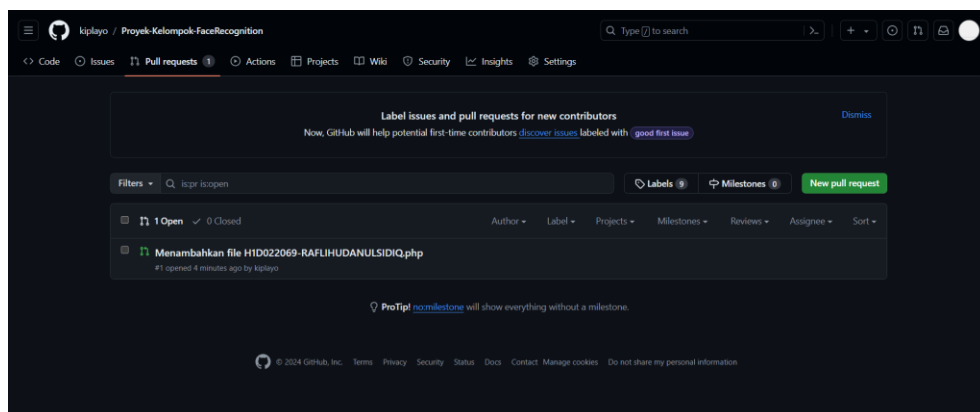 kiplayo / Proyek-Kelompok-FaceRecognition
Type / to search
Code Issues Pull requests 1 Actions Projects Wiki Security Insights Settings
Label issues and pull requests for new contributors
Dismiss
Now, GitHub will help potential first-time contributors discover issues labeled with good first issue
Filters is:pr is:open Labels 9 Milestones 0 New pull request
1 Open 0 Closed Author Label Projects Milestones Reviews Assignee Sort
Menambahkan file H1D022069-RAFLIHUDANULSIDIQ.php
#1 opened 4 minutes ago by kiplayo
ProTip! no:milestone will show everything without a milestone.
© 2024 GitHub, Inc. Terms Privacy Security Status Docs Contact Manage cookies Do not share my personal information